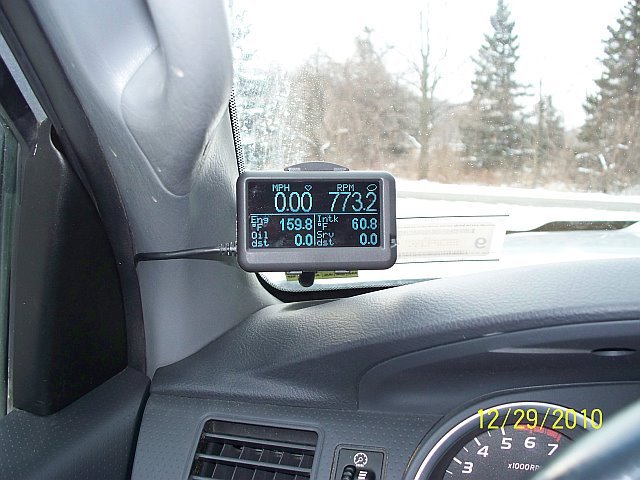 MPH RPM
0.00 773.2
Eng °F 159.8 Intk °F 60.8
Oil dst 0.0 Srv dst 0.0
e
12/29/2010
3 4 5 6 7
x1000R